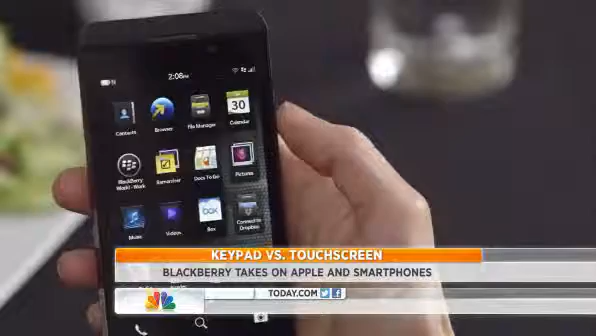 2:08PM
30
Contacts
Browser
File Manager
Calendar
BlackBerry World - Work
Remember
Docs To Go
Pictures
box
Music
Videos
Box
Connect to Dropbox
KEYPAD VS. TOUCHSCREEN
BLACKBERRY TAKES ON APPLE AND SMARTPHONES
TODAY.COM